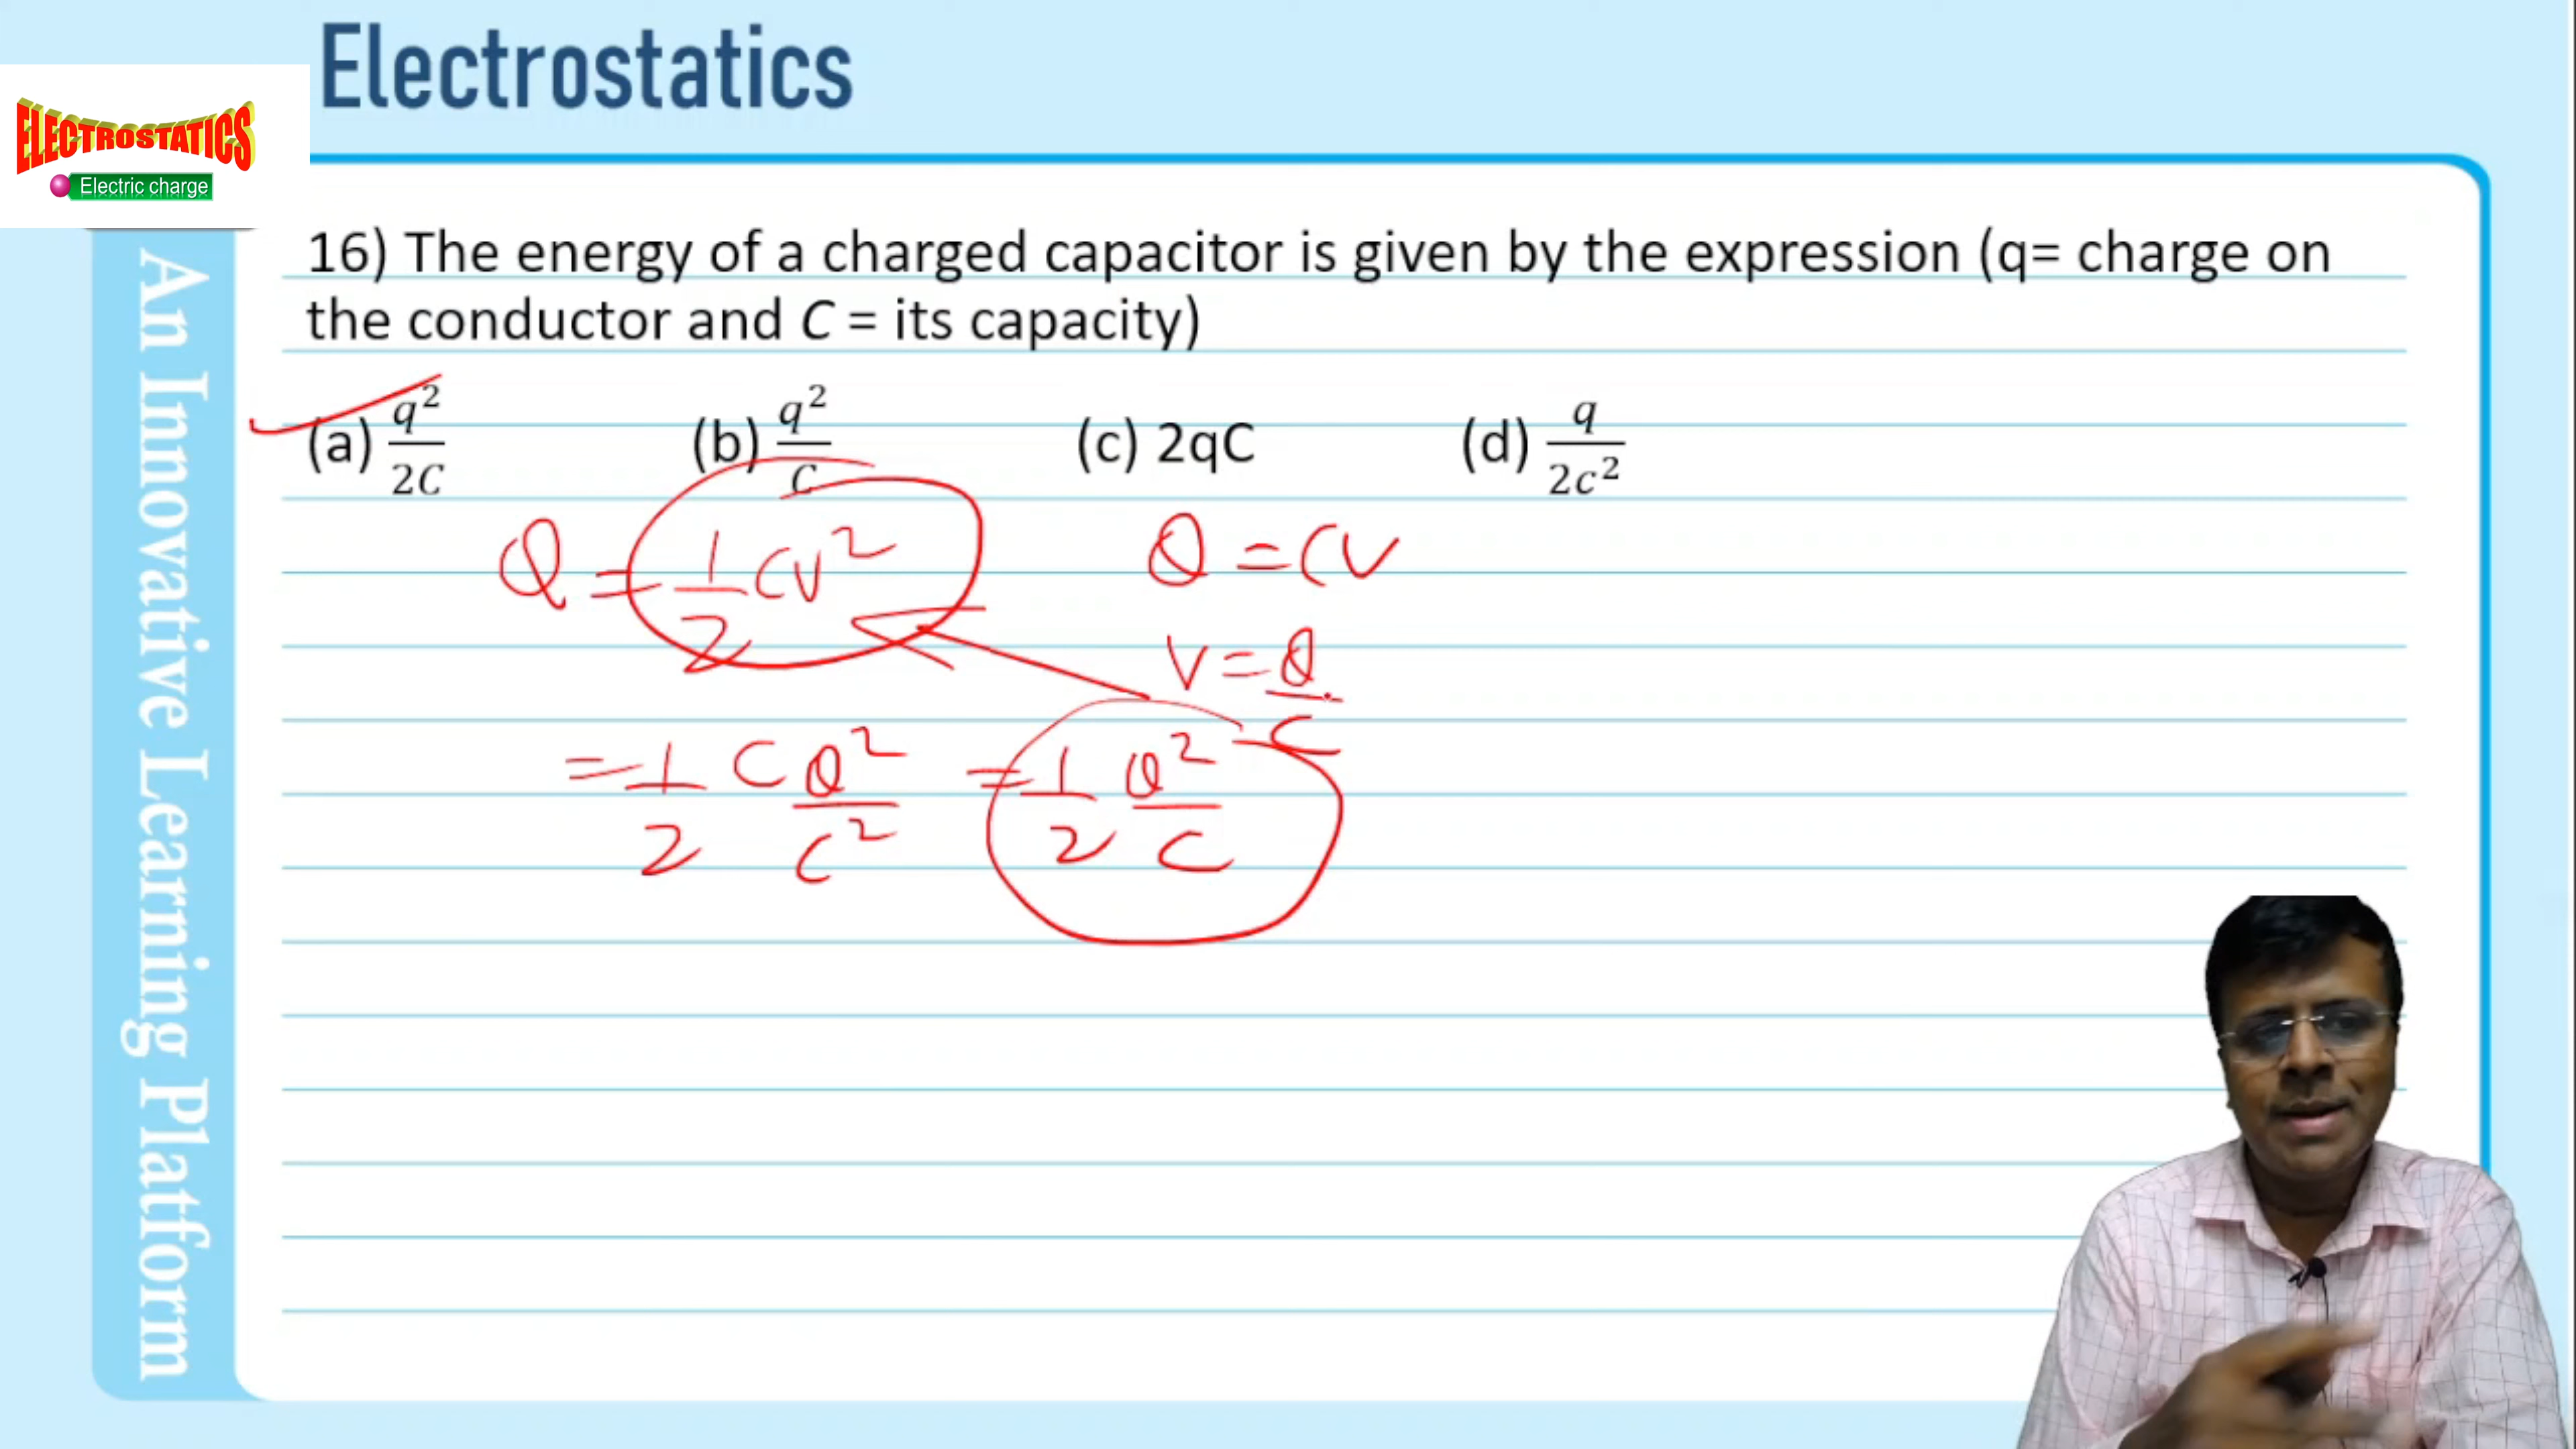 Electrostatics
ELECTROSTATICS
Electric charge
An Innovative Learning Platform
16) The energy of a charged capacitor is given by the expression (q= charge on
the conductor and C = its capacity)
(a) q²/2C (b) q²/C (c) 2qC (d) q/2c²
Q = 1/2 CV² Q = CV
V = Q/C
= 1/2 C Q²/C² = 1/2 Q²/C